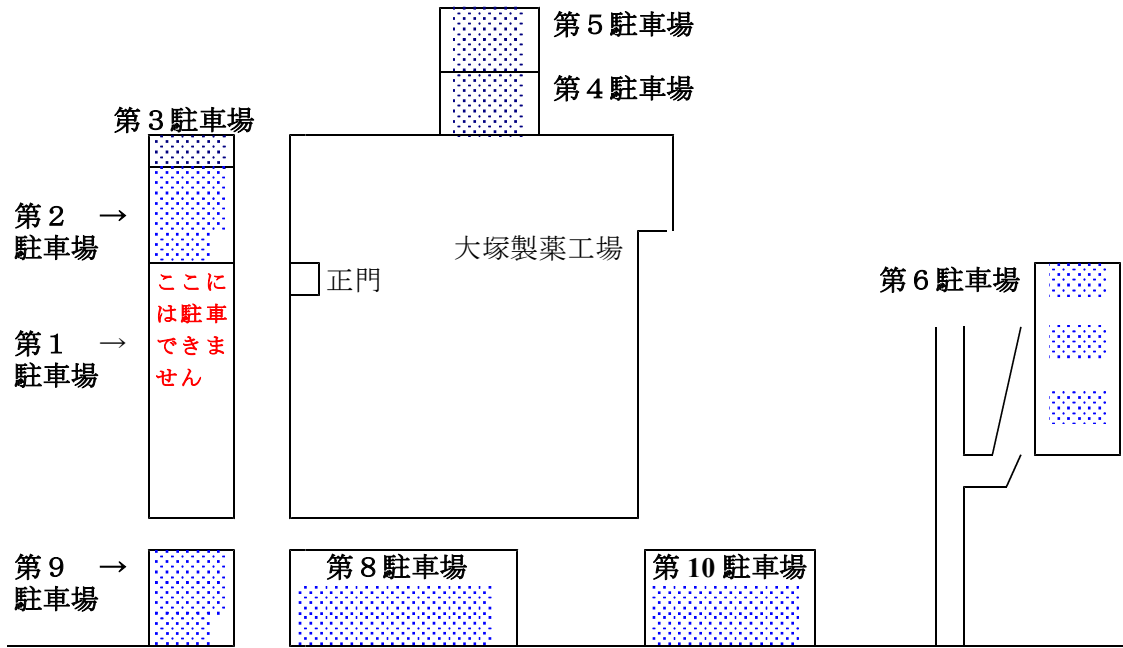 第５駐車場
第４駐車場
第３駐車場
第２　→
駐車場
大塚製薬工場
正門
ここに
は駐車
できま
せん
第６駐車場
第１　→
駐車場
第９　→
駐車場
第８駐車場
第 10 駐車場